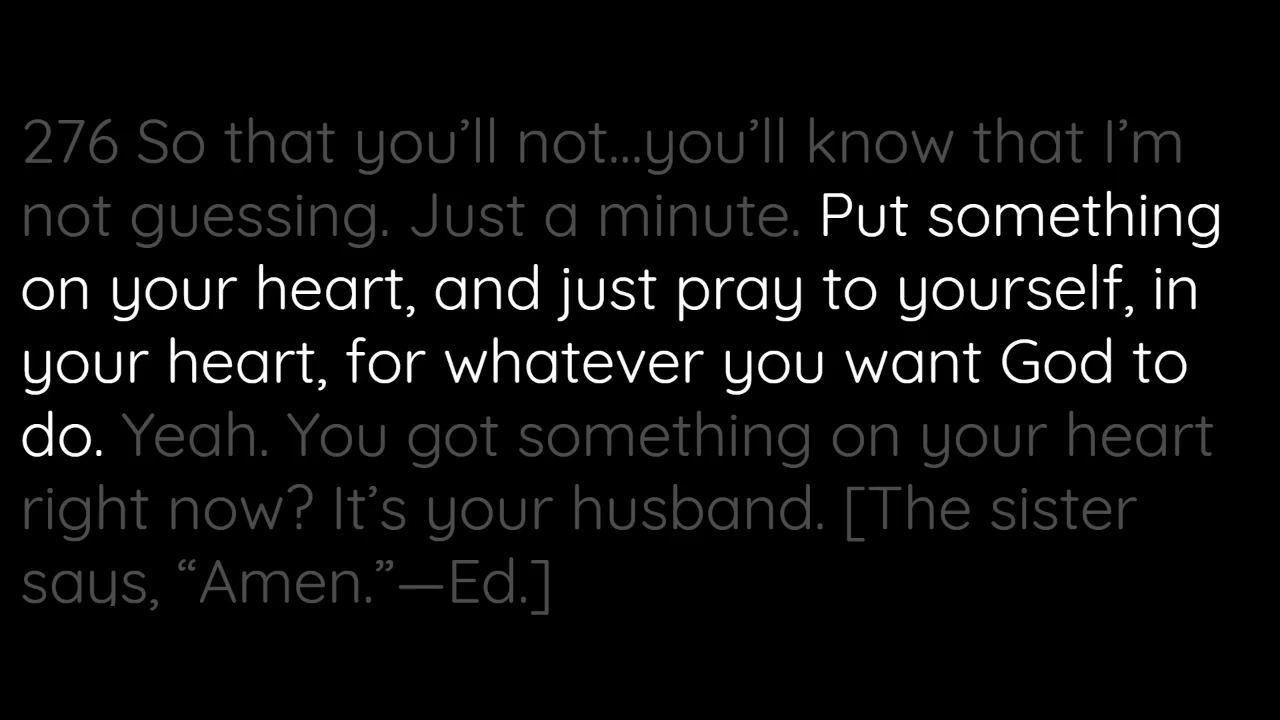 276 So that you’ll not...you’ll know that I’m
not guessing. Just a minute. Put something
on your heart, and just pray to yourself, in
your heart, for whatever you want God to
do. Yeah. You got something on your heart
right now? It’s your husband. [The sister
says, “Amen.”—Ed.]